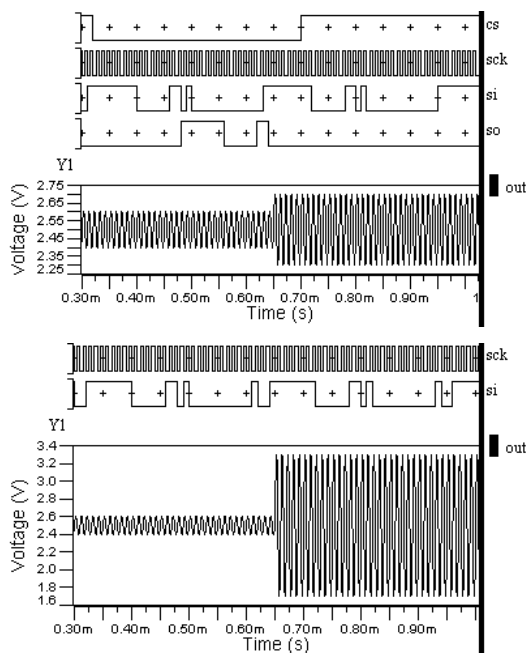 cs
sck
si
so
Y1
out
2.75
2.65
2.55
2.45
2.35
2.25
Voltage (V)
0.30m 0.40m 0.50m 0.60m 0.70m 0.80m 0.90m 1
Time (s)
sck
si
Y1
out
3.4
3.2
3.0
2.8
2.6
2.4
2.2
2.0
1.8
1.6
Voltage (V)
0.30m 0.40m 0.50m 0.60m 0.70m 0.80m 0.90m
Time (s)